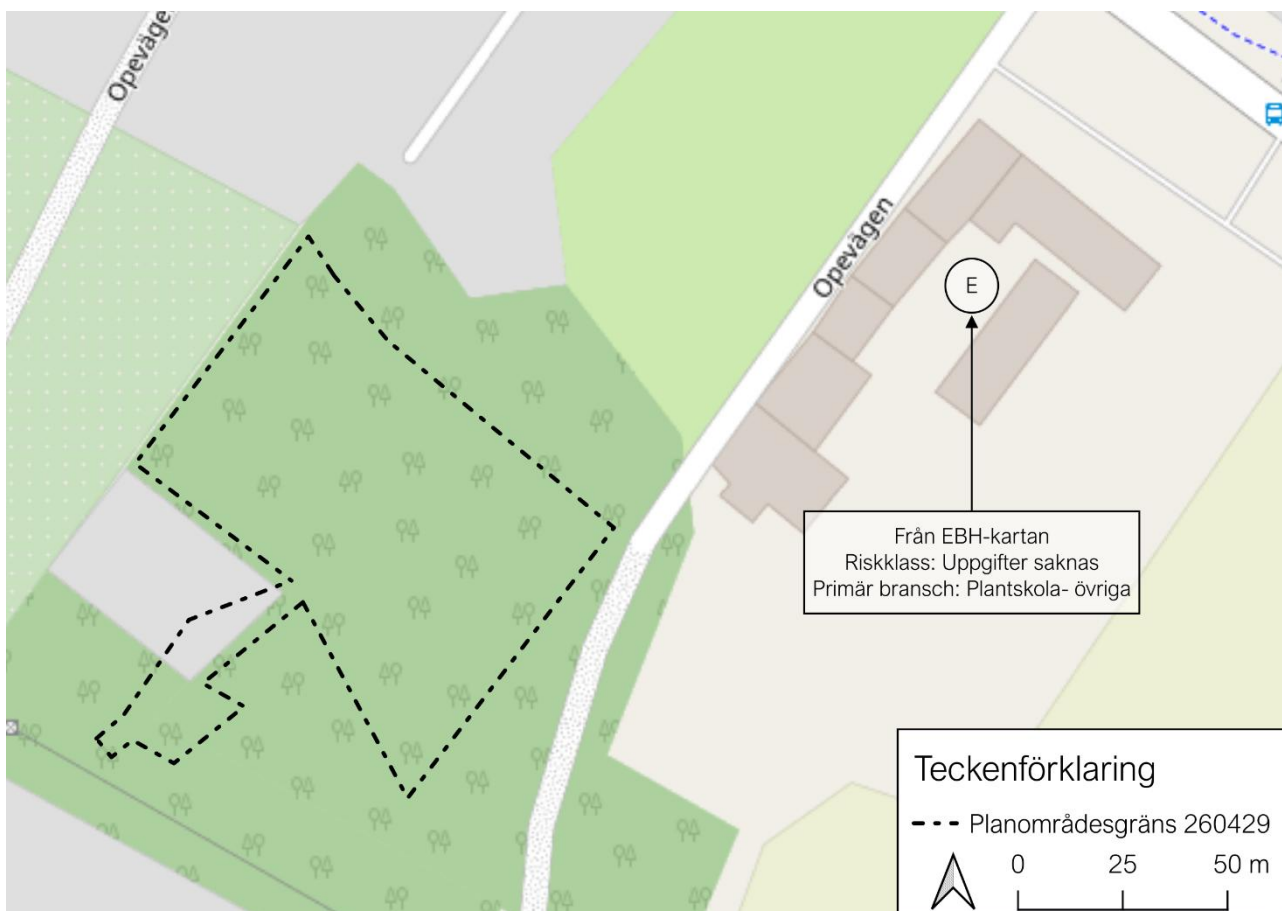 Opevägen
Opevägen
E
Från EBH-kartan
Riskklass: Uppgifter saknas
Primär bransch: Plantskola- övriga
Teckenförklaring
Planområdesgräns 260429
0 25 50 m